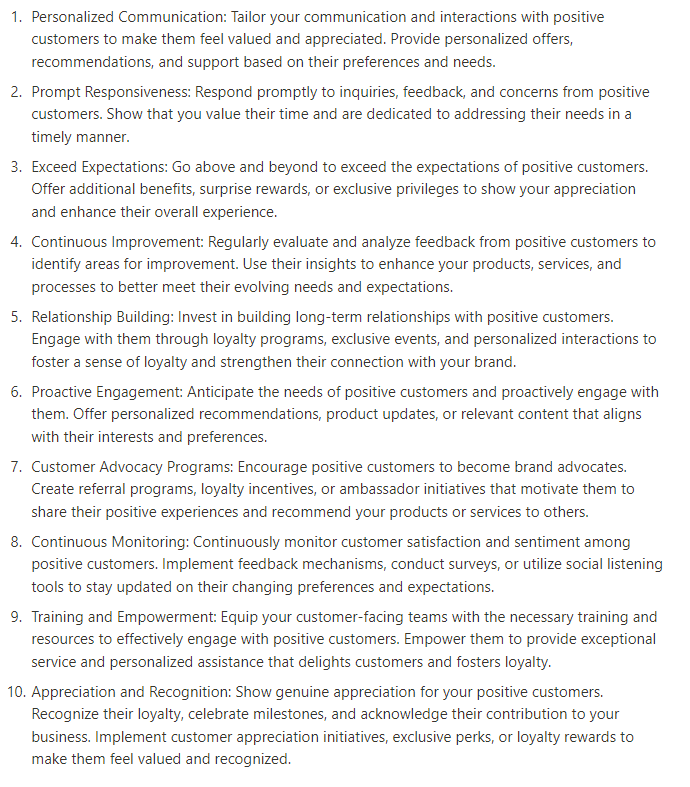 1. Personalized Communication: Tailor your communication and interactions with positive
customers to make them feel valued and appreciated. Provide personalized offers,
recommendations, and support based on their preferences and needs.
2. Prompt Responsiveness: Respond promptly to inquiries, feedback, and concerns from positive
customers. Show that you value their time and are dedicated to addressing their needs in a
timely manner.
3. Exceed Expectations: Go above and beyond to exceed the expectations of positive customers.
Offer additional benefits, surprise rewards, or exclusive privileges to show your appreciation
and enhance their overall experience.
4. Continuous Improvement: Regularly evaluate and analyze feedback from positive customers to
identify areas for improvement. Use their insights to enhance your products, services, and
processes to better meet their evolving needs and expectations.
5. Relationship Building: Invest in building long-term relationships with positive customers.
Engage with them through loyalty programs, exclusive events, and personalized interactions to
foster a sense of loyalty and strengthen their connection with your brand.
6. Proactive Engagement: Anticipate the needs of positive customers and proactively engage with
them. Offer personalized recommendations, product updates, or relevant content that aligns
with their interests and preferences.
7. Customer Advocacy Programs: Encourage positive customers to become brand advocates.
Create referral programs, loyalty incentives, or ambassador initiatives that motivate them to
share their positive experiences and recommend your products or services to others.
8. Continuous Monitoring: Continuously monitor customer satisfaction and sentiment among
positive customers. Implement feedback mechanisms, conduct surveys, or utilize social listening
tools to stay updated on their changing preferences and expectations.
9. Training and Empowerment: Equip your customer-facing teams with the necessary training and
resources to effectively engage with positive customers. Empower them to provide exceptional
service and personalized assistance that delights customers and fosters loyalty.
10. Appreciation and Recognition: Show genuine appreciation for your positive customers.
Recognize their loyalty, celebrate milestones, and acknowledge their contribution to your
business. Implement customer appreciation initiatives, exclusive perks, or loyalty rewards to
make them feel valued and recognized.